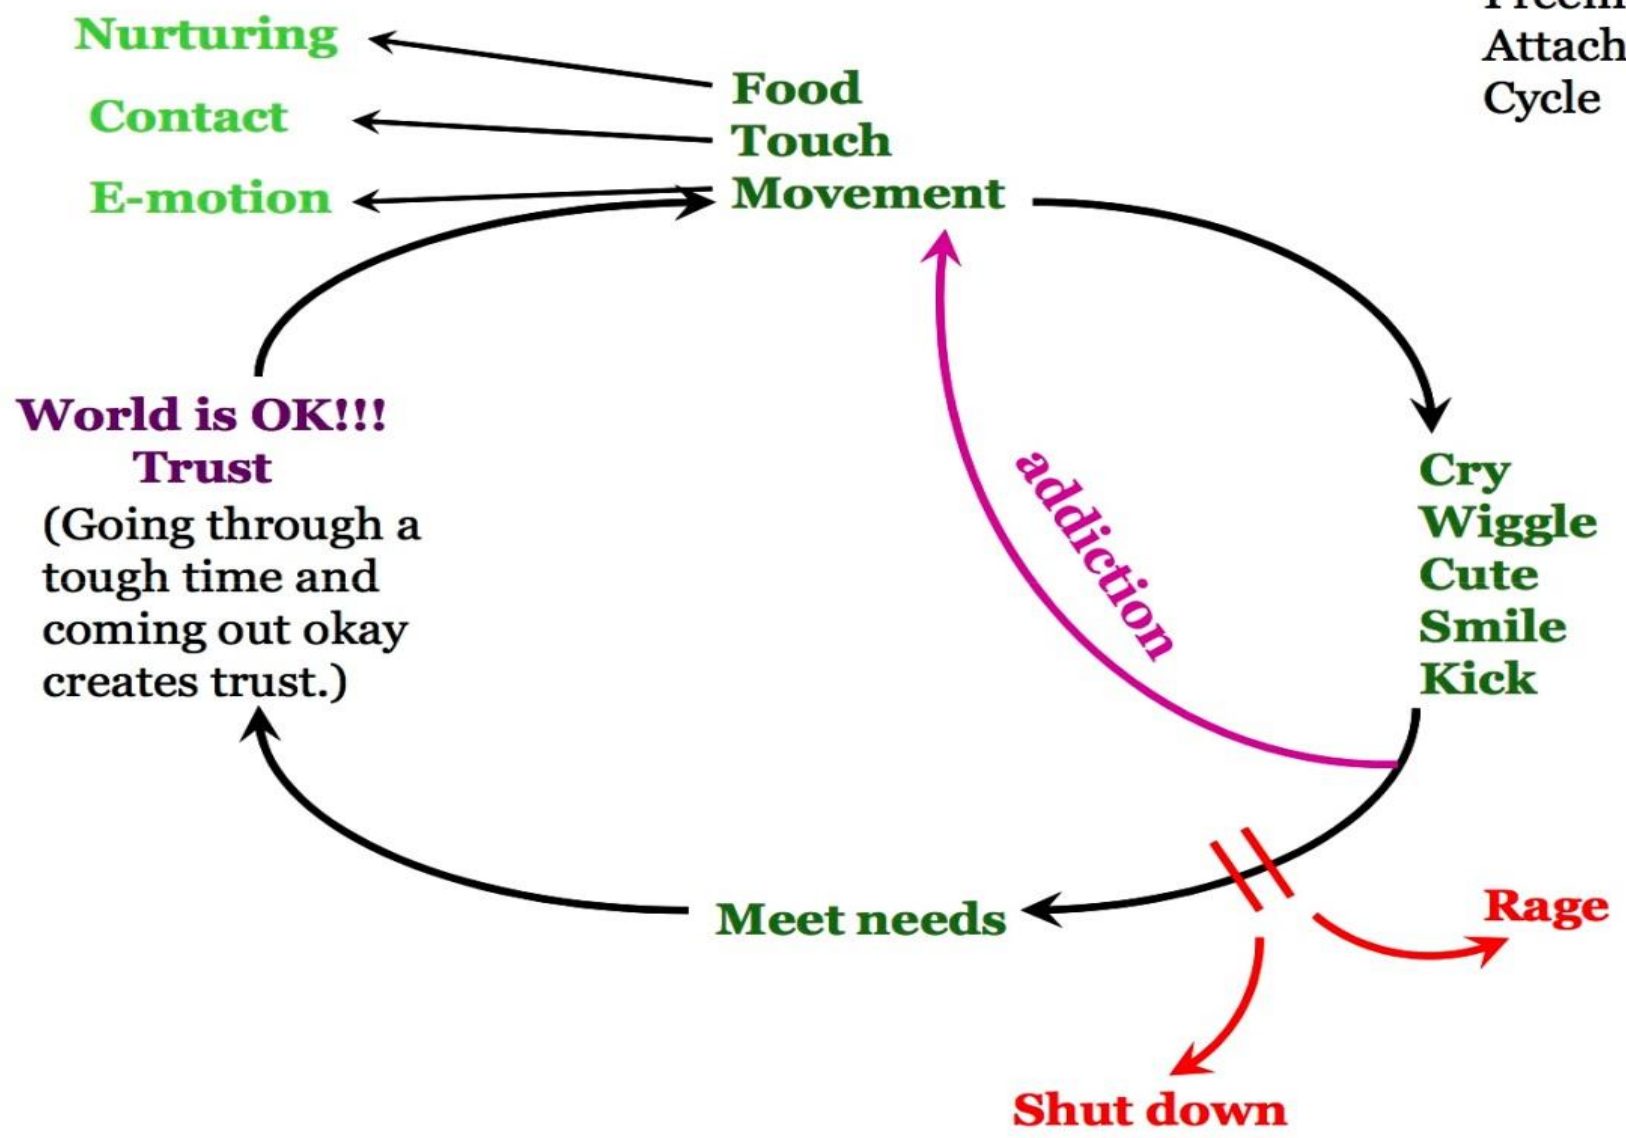 Attach
Cycle
Nurturing
Contact
E-motion
Food
Touch
Movement
World is OK!!!
Trust
(Going through a
tough time and
coming out okay
creates trust.)
addiction
Cry
Wiggle
Cute
Smile
Kick
Meet needs
Rage
Shut down